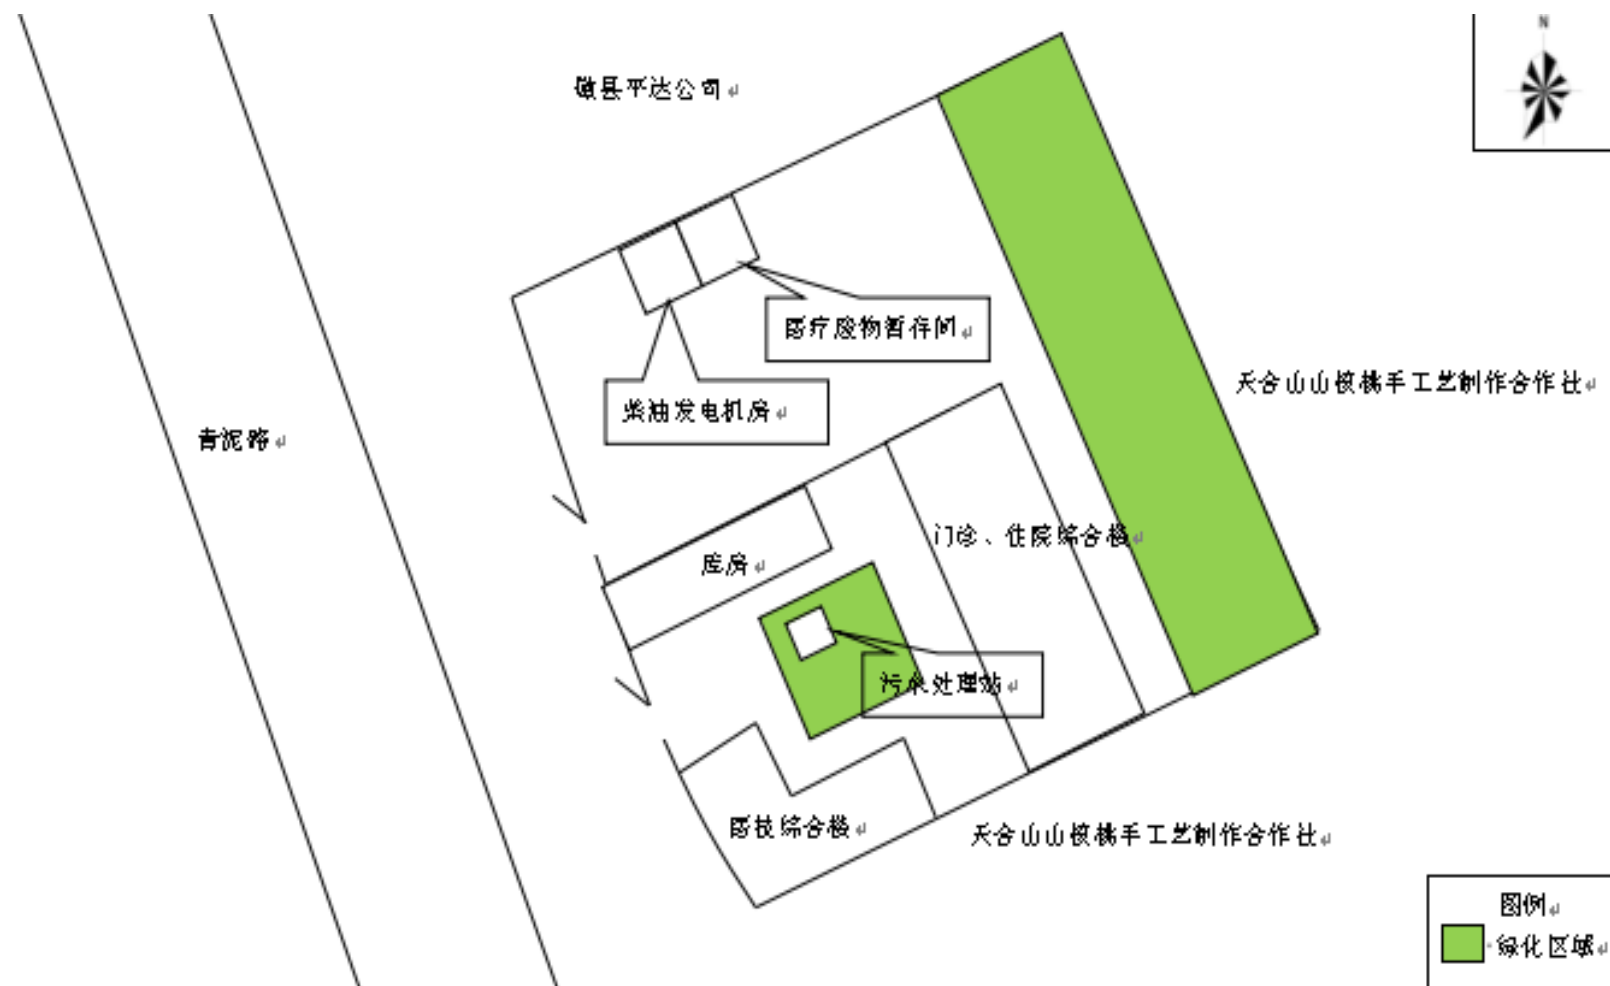 N
磁县平达公司
医疗废物暂存间
天合山山核桃手工艺制作合作社
柴油发电机房
青泥路
门诊、住院综合楼
库房
污水处理站
医技综合楼
天合山山核桃手工艺制作合作社
图例
绿化区域